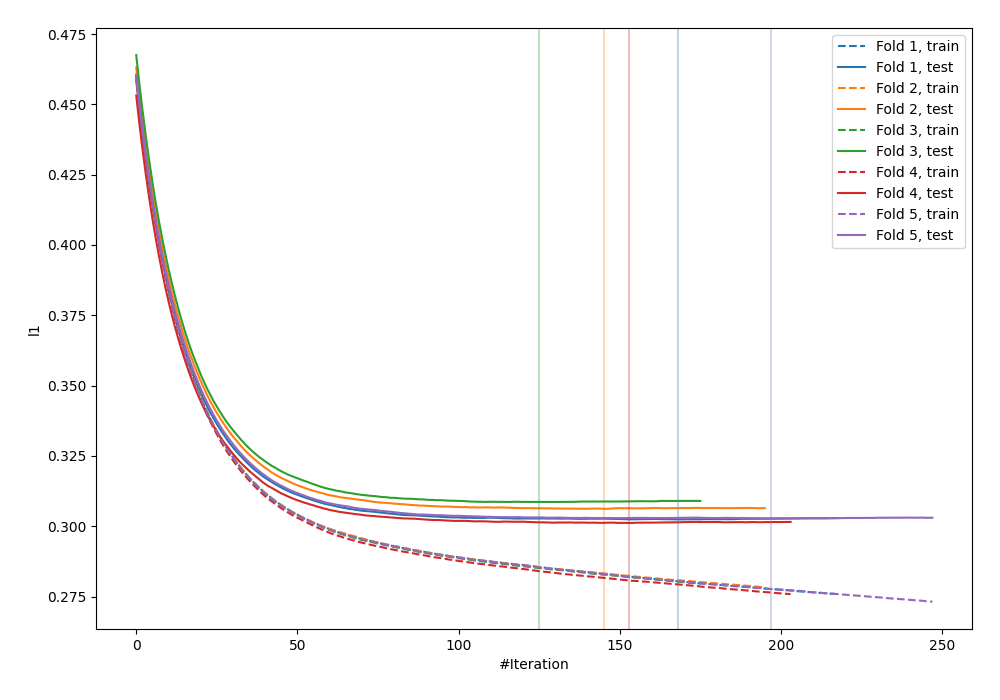 0.475
0.450
0.425
0.400
0.375
0.350
0.325
0.300
0.275
l1
0
50
100
150
200
250
#Iteration
Fold 1, train
Fold 1, test
Fold 2, train
Fold 2, test
Fold 3, train
Fold 3, test
Fold 4, train
Fold 4, test
Fold 5, train
Fold 5, test